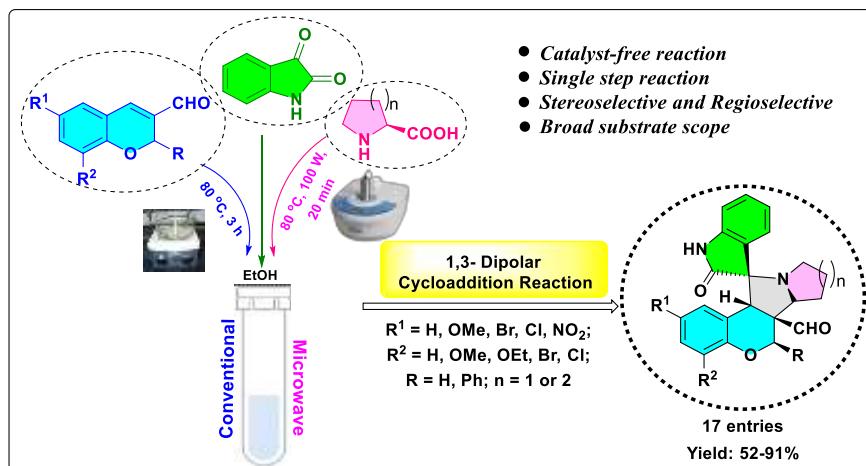 R1
CHO
O
R
R2
O
O
N
H
( )n
N
H
COOH
80 ºC, 3 h
80 ºC, 100 W,
20 min
EtOH
Conventional
Microwave
● Catalyst-free reaction
● Single step reaction
● Stereoselective and Regioselective
● Broad substrate scope
1,3- Dipolar
Cycloaddition Reaction
R1 = H, OMe, Br, Cl, NO2;
R2 = H, OMe, OEt, Br, Cl;
R = H, Ph; n = 1 or 2
HN
O
N
( )n
H
R1
CHO
O
R
R2
17 entries
Yield: 52-91%